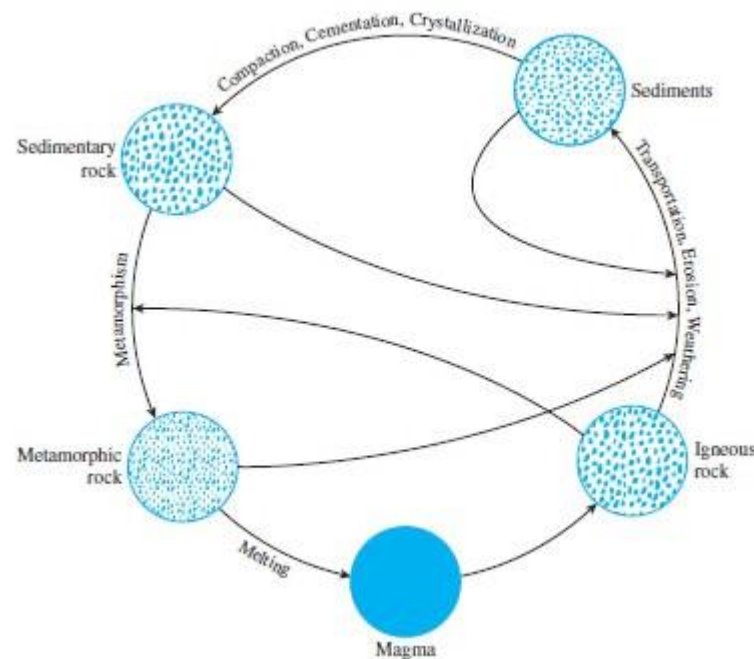 Compaction, Cementation, Crystallization
Sediments
Sedimentary
rock
Transportation, Erosion, Weathering
Metamorphism
Metamorphic
rock
Igneous
rock
Melting
Magma